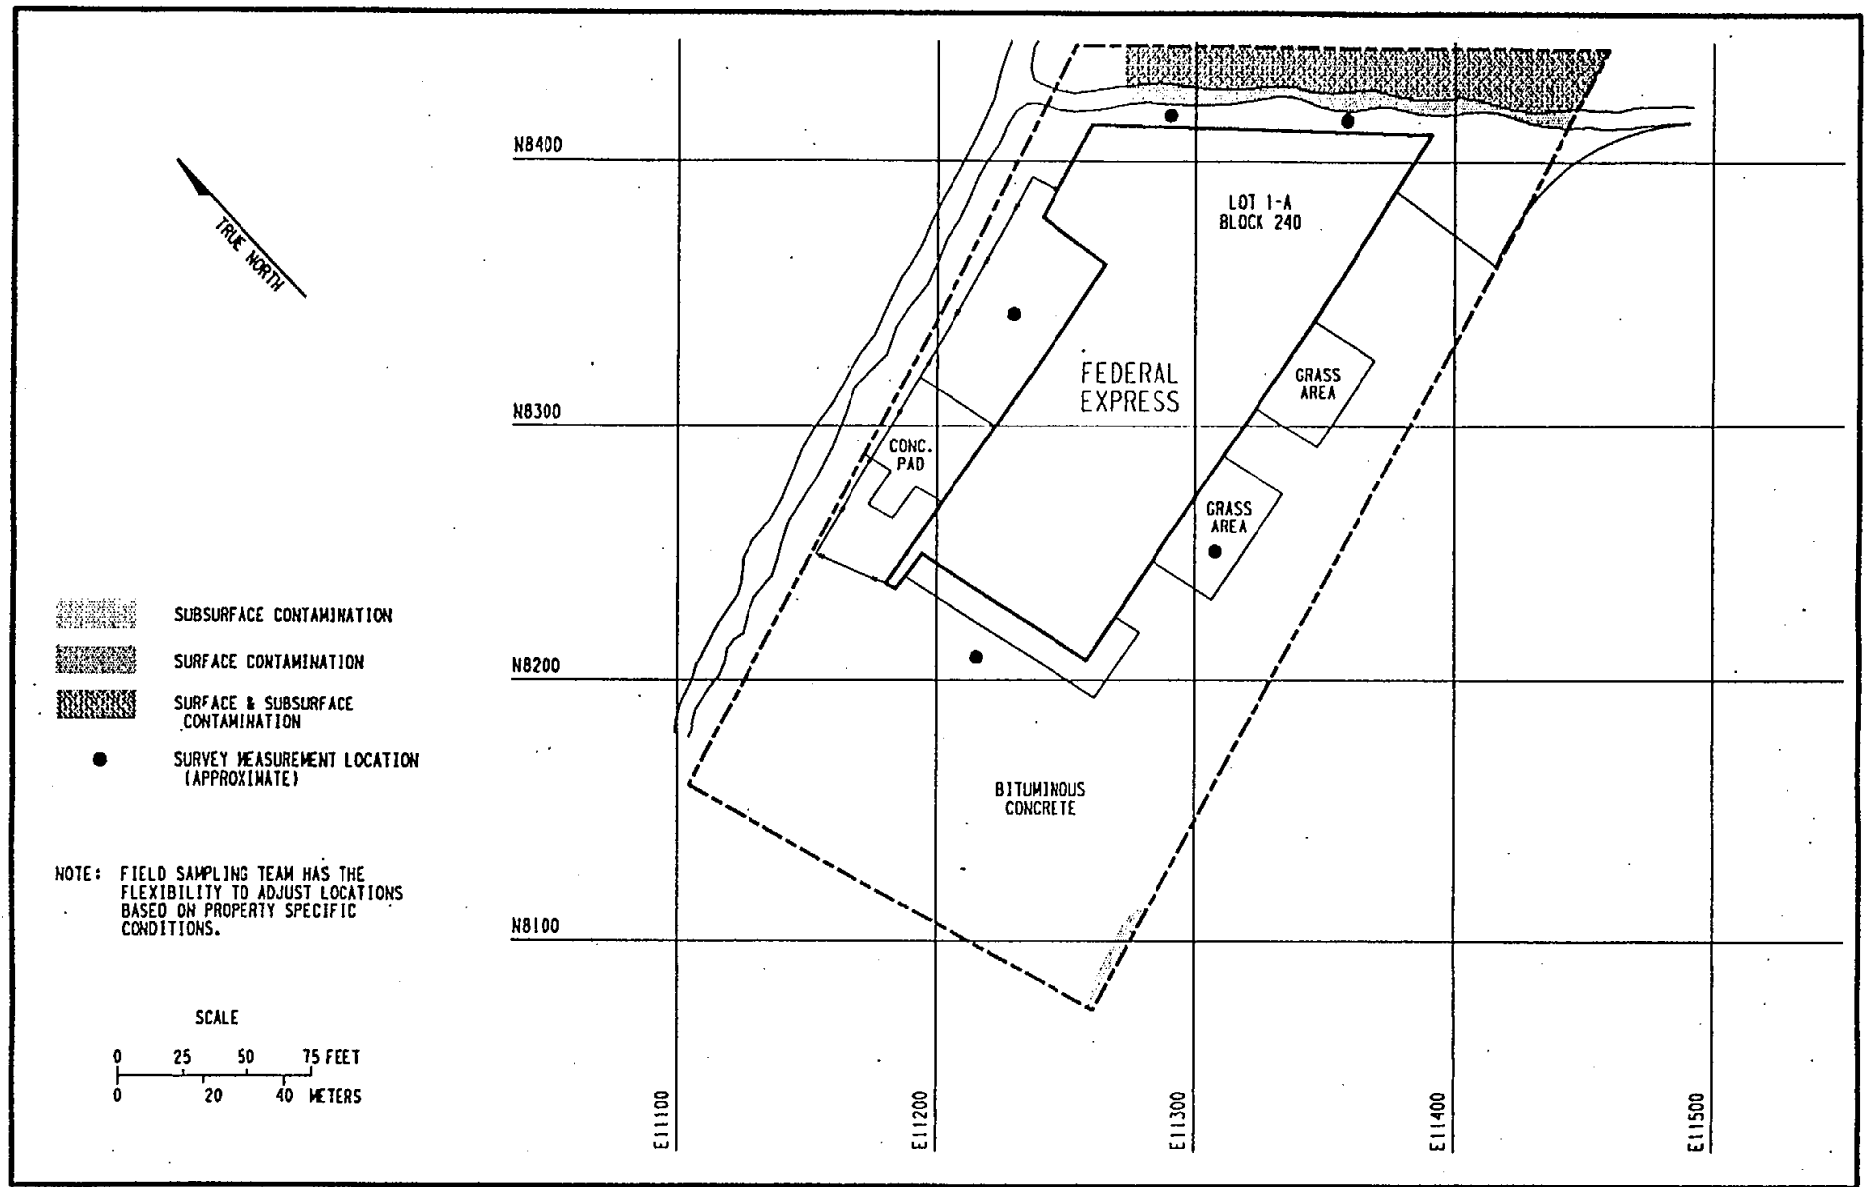 N8400
LOT 1-A
BLOCK 240
TRUE NORTH
FEDERAL
EXPRESS
GRASS
AREA
N8300
CONC.
PAD
GRASS
AREA
SUBSURFACE CONTAMINATION
SURFACE CONTAMINATION
N8200
SURFACE & SUBSURFACE
CONTAMINATION
SURVEY MEASUREMENT LOCATION
(APPROXIMATE)
BITUMINOUS
CONCRETE
NOTE: FIELD SAMPLING TEAM HAS THE
FLEXIBILITY TO ADJUST LOCATIONS
BASED ON PROPERTY SPECIFIC
CONDITIONS.
N8100
SCALE
0 25 50 75 FEET
0 20 40 METERS
E11100
E11200
E11300
E11400
E11500